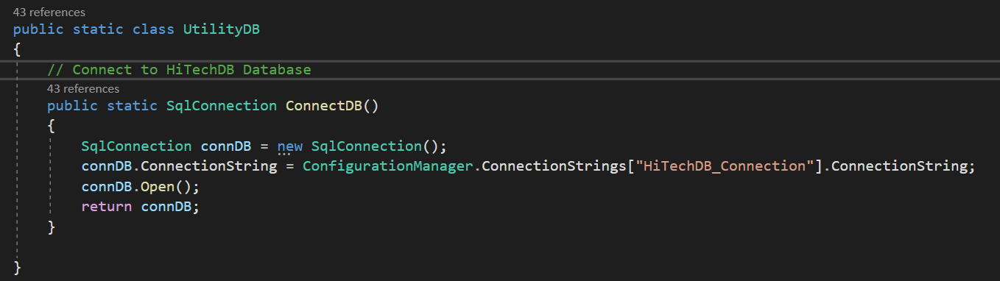 43 references
public static class UtilityDB
{
// Connect to HiTechDB Database
43 references
public static SqlConnection ConnectDB()
{
SqlConnection connDB = new SqlConnection();
connDB.ConnectionString = ConfigurationManager.ConnectionStrings["HiTechDB_Connection"].ConnectionString;
connDB.Open();
return connDB;
}
}